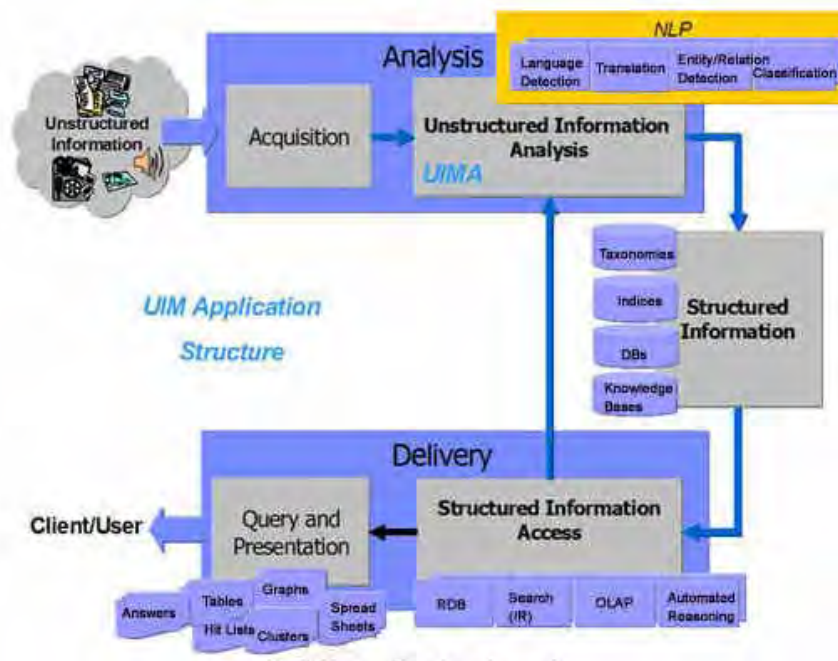 NLP
Analysis
Language
Detection
Translation
Entity/Relation
Detection
Classification
Unstructured
Information
Acquisition
Unstructured Information
Analysis
UIMA
Taxonomies
Indices
DBs
Knowledge
Bases
Structured
Information
UIM Application
Structure
Delivery
Client/User
Query and
Presentation
Structured Information
Access
Answers
Tables
Graphs
Hit Lists
Clusters
Spread
Sheets
RDB
Search
(IR)
OLAP
Automated
Reasoning